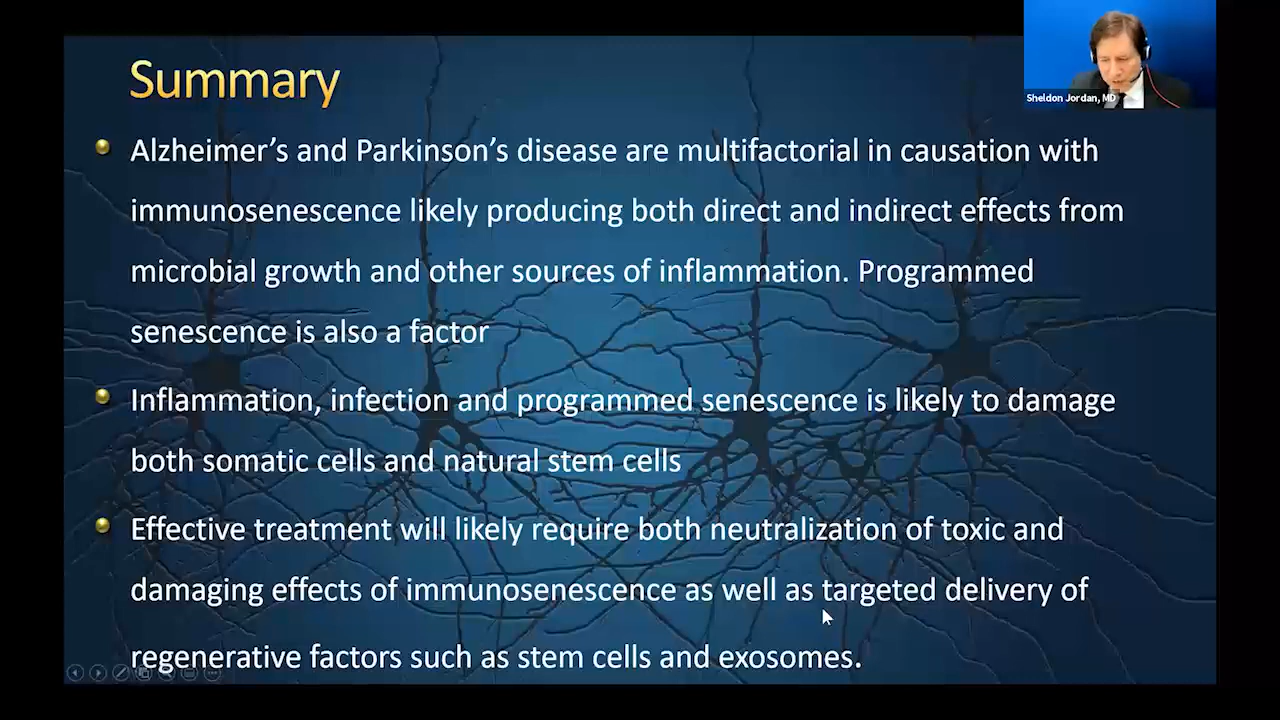 Summary
Sheldon Jordan, MD
Alzheimer’s and Parkinson’s disease are multifactorial in causation with
immunosenescence likely producing both direct and indirect effects from
microbial growth and other sources of inflammation. Programmed
senescence is also a factor
Inflammation, infection and programmed senescence is likely to damage
both somatic cells and natural stem cells
Effective treatment will likely require both neutralization of toxic and
damaging effects of immunosenescence as well as targeted delivery of
regenerative factors such as stem cells and exosomes.